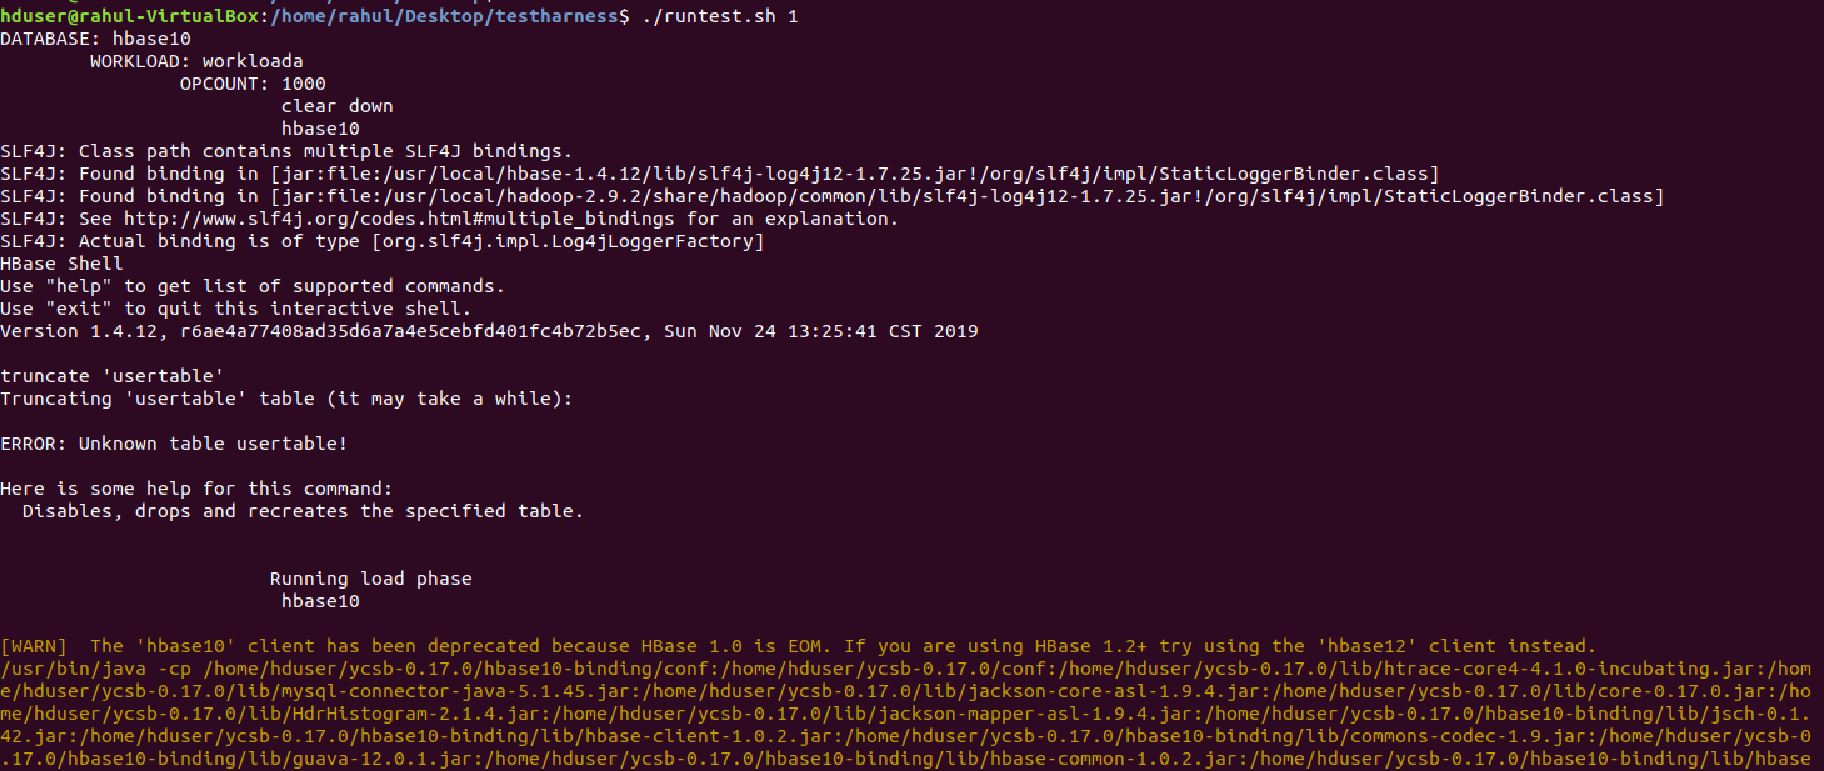 hduser@rahul-VirtualBox:/home/rahul/Desktop/testharness$ ./runtest.sh 1
DATABASE: hbase10
WORKLOAD: workloada
OPCOUNT: 1000
clear down
hbase10
SLF4J: Class path contains multiple SLF4J bindings.
SLF4J: Found binding in [jar:file:/usr/local/hbase-1.4.12/lib/slf4j-log4j12-1.7.25.jar!/org/slf4j/impl/StaticLoggerBinder.class]
SLF4J: Found binding in [jar:file:/usr/local/hadoop-2.9.2/share/hadoop/common/lib/slf4j-log4j12-1.7.25.jar!/org/slf4j/impl/StaticLoggerBinder.class]
SLF4J: See http://www.slf4j.org/codes.html#multiple_bindings for an explanation.
SLF4J: Actual binding is of type [org.slf4j.impl.Log4jLoggerFactory]
HBase Shell
Use "help" to get list of supported commands.
Use "exit" to quit this interactive shell.
Version 1.4.12, r6ae4a77408ad35d6a7a4e5cebfd401fc4b72b5ec, Sun Nov 24 13:25:41 CST 2019
truncate 'usertable'
Truncating 'usertable' table (it may take a while):
ERROR: Unknown table usertable!
Here is some help for this command:
Disables, drops and recreates the specified table.
Running load phase
hbase10
[WARN]  The 'hbase10' client has been deprecated because HBase 1.0 is EOM. If you are using HBase 1.2+ try using the 'hbase12' client instead.
/usr/bin/java -cp /home/hduser/ycsb-0.17.0/hbase10-binding/conf:/home/hduser/ycsb-0.17.0/conf:/home/hduser/ycsb-0.17.0/lib/htrace-core4-4.1.0-incubating.jar:/hom
e/hduser/ycsb-0.17.0/lib/mysql-connector-java-5.1.45.jar:/home/hduser/ycsb-0.17.0/lib/jackson-core-asl-1.9.4.jar:/home/hduser/ycsb-0.17.0/lib/core-0.17.0.jar:/ho
me/hduser/ycsb-0.17.0/lib/HdrHistogram-2.1.4.jar:/home/hduser/ycsb-0.17.0/lib/jackson-mapper-asl-1.9.4.jar:/home/hduser/ycsb-0.17.0/hbase10-binding/lib/jsch-0.1.
42.jar:/home/hduser/ycsb-0.17.0/hbase10-binding/lib/hbase-client-1.0.2.jar:/home/hduser/ycsb-0.17.0/hbase10-binding/lib/commons-codec-1.9.jar:/home/hduser/ycsb-0
.17.0/hbase10-binding/lib/guava-12.0.1.jar:/home/hduser/ycsb-0.17.0/hbase10-binding/lib/hbase-common-1.0.2.jar:/home/hduser/ycsb-0.17.0/hbase10-binding/lib/hbase